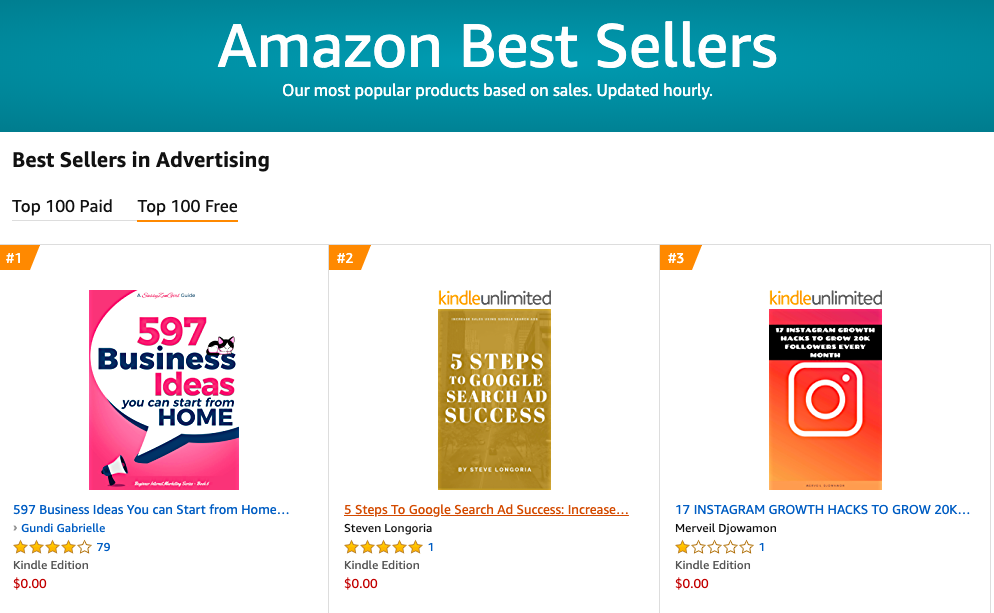 Amazon Best Sellers
Our most popular products based on sales. Updated hourly.
Best Sellers in Advertising
Top 100 Paid
Top 100 Free
#1
A SassyZenGirl Guide
597
Business
Ideas
you can start from
HOME
Beginner Internet Marketing Series - Book 6
597 Business Ideas You can Start from Home…
› Gundi Gabrielle
79
Kindle Edition
$0.00
#2
kindleunlimited
INCREASE SALES USING GOOGLE SEARCH ADS
5 STEPS
TO GOOGLE
SEARCH AD
SUCCESS
BY STEVE LONGORIA
5 Steps To Google Search Ad Success: Increase…
Steven Longoria
1
Kindle Edition
$0.00
#3
kindleunlimited
17 INSTAGRAM GROWTH
HACKS TO GROW 20K
FOLLOWERS EVERY
MONTH
MERVEIL DJOWAMON
17 INSTAGRAM GROWTH HACKS TO GROW 20K…
Merveil Djowamon
1
Kindle Edition
$0.00